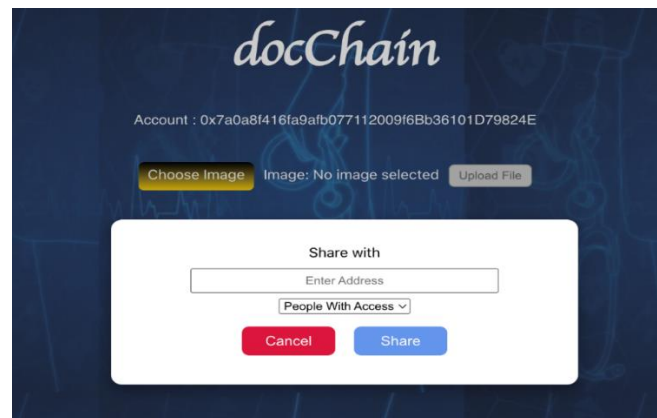 docChain
Account : 0x7a0a8f416fa9afb077112009f6Bb36101D79824E
Choose Image Image: No image selected Upload File
Share with
Enter Address
People With Access
Cancel Share